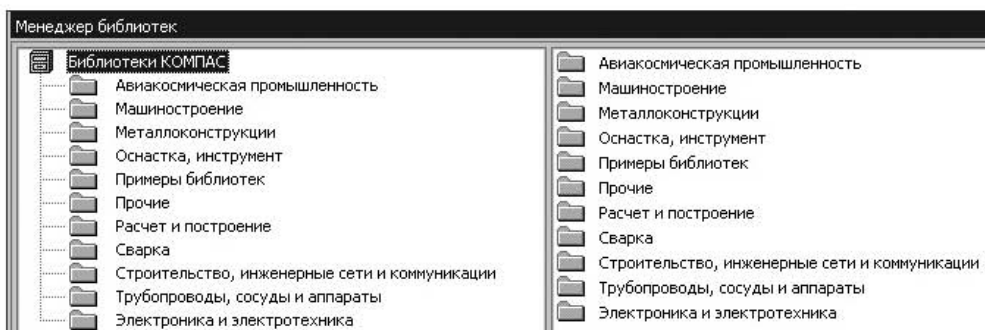 Менеджер библиотек
Библиотеки КОМПАС
Авиакосмическая промышленность
Машиностроение
Металлоконструкции
Оснастка, инструмент
Примеры библиотек
Прочие
Расчет и построение
Сварка
Строительство, инженерные сети и коммуникации
Трубопроводы, сосуды и аппараты
Электроника и электротехника
Авиакосмическая промышленность
Машиностроение
Металлоконструкции
Оснастка, инструмент
Примеры библиотек
Прочие
Расчет и построение
Сварка
Строительство, инженерные сети и коммуникации
Трубопроводы, сосуды и аппараты
Электроника и электротехника